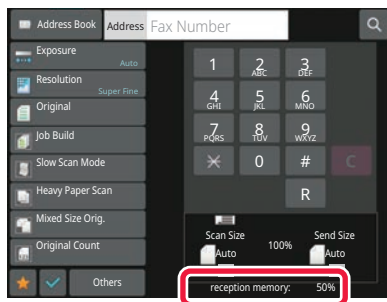 Address Book Address Fax Number
Exposure
Auto
Resolution
Super Fine
Original
Job Build
Slow Scan Mode
Heavy Paper Scan
Mixed Size Orig.
Original Count
Others
1 2 3
ABC DEF
4 5 6
GHI JKL MNO
7 8 9
PQRS TUV WXYZ
0 # C
R
Scan Size 100% Send Size
Auto Auto
reception memory: 50%